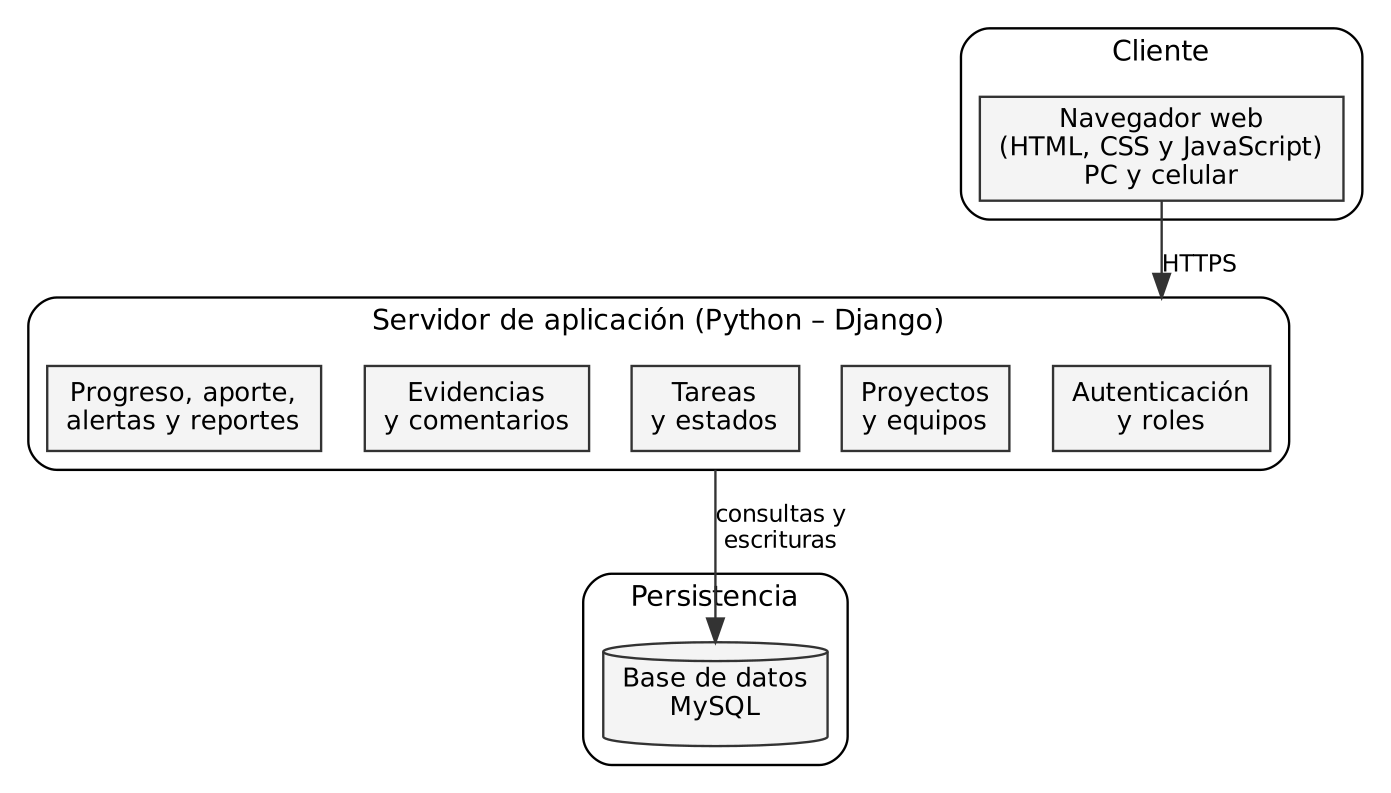 Cliente
Navegador web
(HTML, CSS y JavaScript)
PC y celular
HTTPS
Servidor de aplicación (Python – Django)
Progreso, aporte,
alertas y reportes
Evidencias
y comentarios
Tareas
y estados
Proyectos
y equipos
Autenticación
y roles
consultas y
escrituras
Persistencia
Base de datos
MySQL